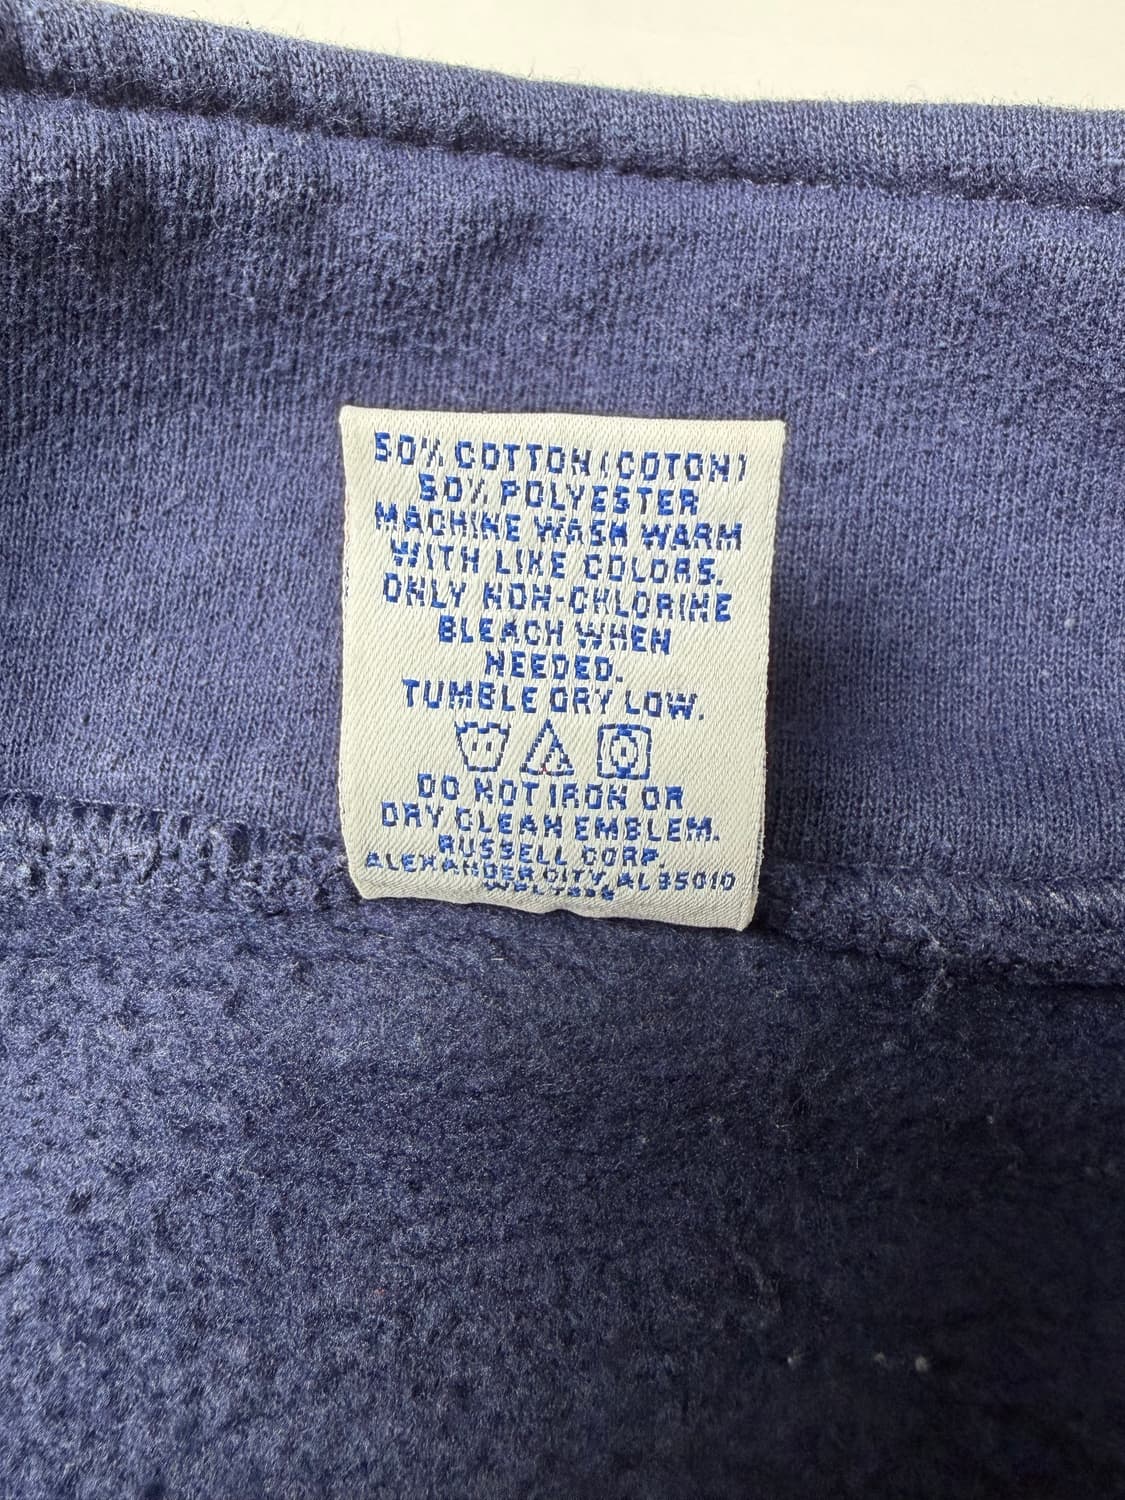 50% COTTON (COTON)
50% POLYESTER
MACHINE WASH WARM
WITH LIKE COLORS.
ONLY NON-CHLORINE
BLEACH WHEN
NEEDED.
TUMBLE DRY LOW.
DO NOT IRON OR
DRY CLEAN EMBLEM.
RUSSELL CORP.
ALEXANDER CITY, AL 35010